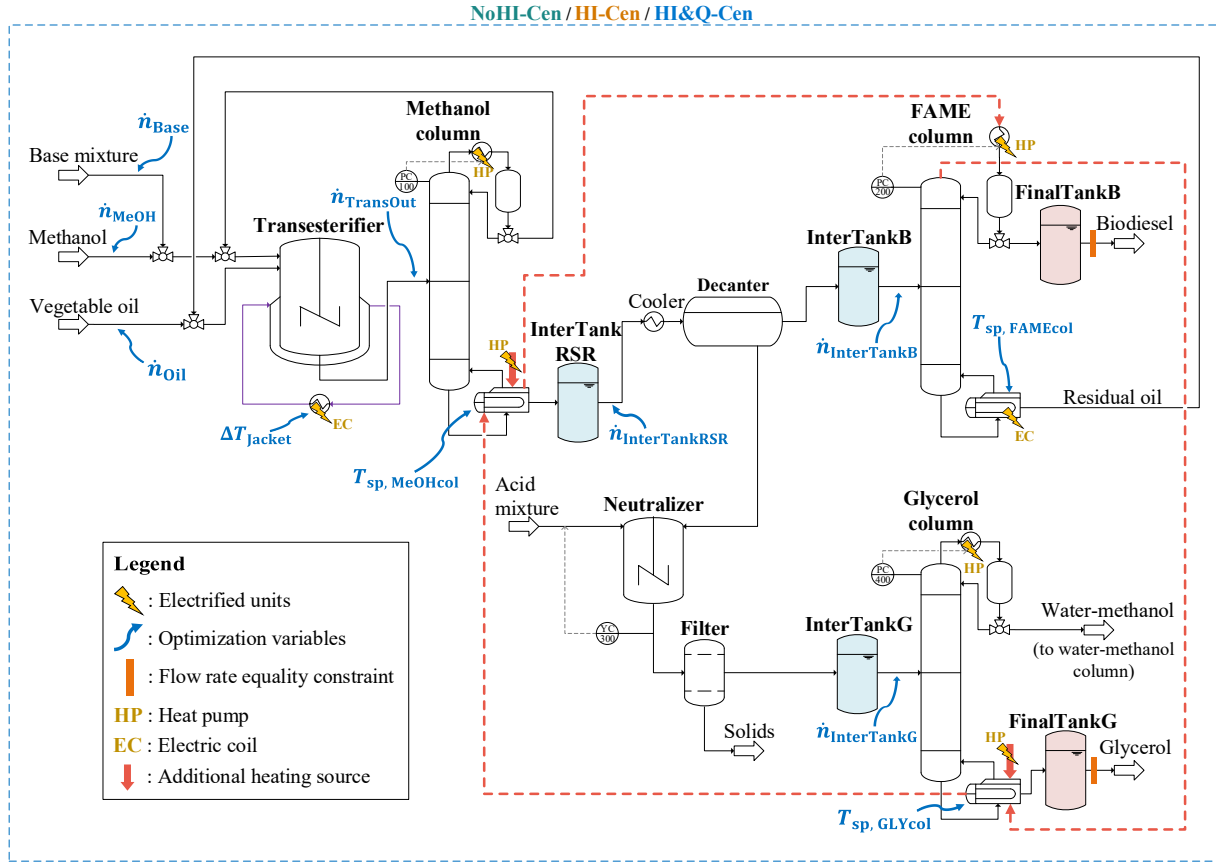 NoHI-Cen / HI-Cen / HI&Q-Cen
ṅBase
Base mixture
ṅMeOH
Methanol
Vegetable oil
ṅOil
Transesterifier
ΔTJacket
EC
Methanol
column
PC
100
HP
ṅTransOut
HP
Tsp, MeOHcol
InterTank
RSR
ṅInterTankRSR
Cooler
Decanter
InterTankB
ṅInterTankB
FAME
column
HP
PC
200
FinalTankB
Biodiesel
Tsp, FAMEcol
EC
Residual oil
Acid
mixture
Neutralizer
YC
300
Filter
Solids
InterTankG
ṅInterTankG
Glycerol
column
PC
400
HP
Water-methanol
(to water-methanol
column)
HP
FinalTankG
Glycerol
Tsp, GLYcol
Legend
: Electrified units
: Optimization variables
: Flow rate equality constraint
HP : Heat pump
EC : Electric coil
: Additional heating source